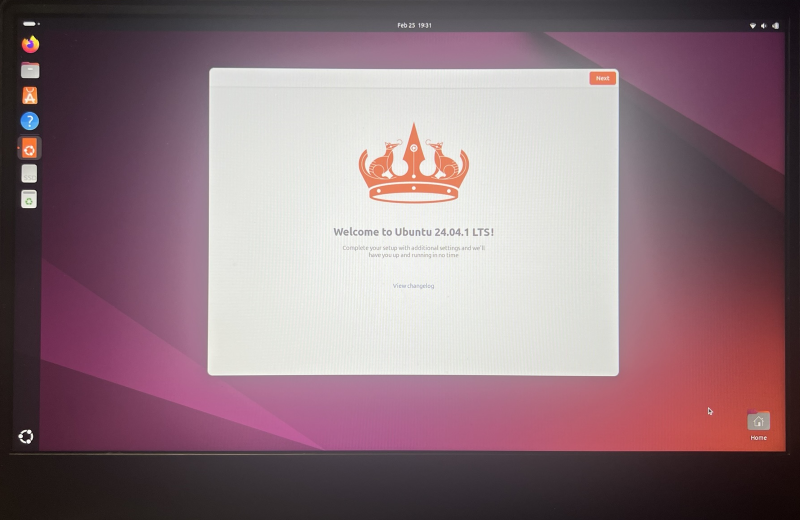 Feb 25 19:31
Next
Welcome to Ubuntu 24.04.1 LTS!
Complete your setup with additional settings and we'll
have you up and running in no time
View changelog
Home